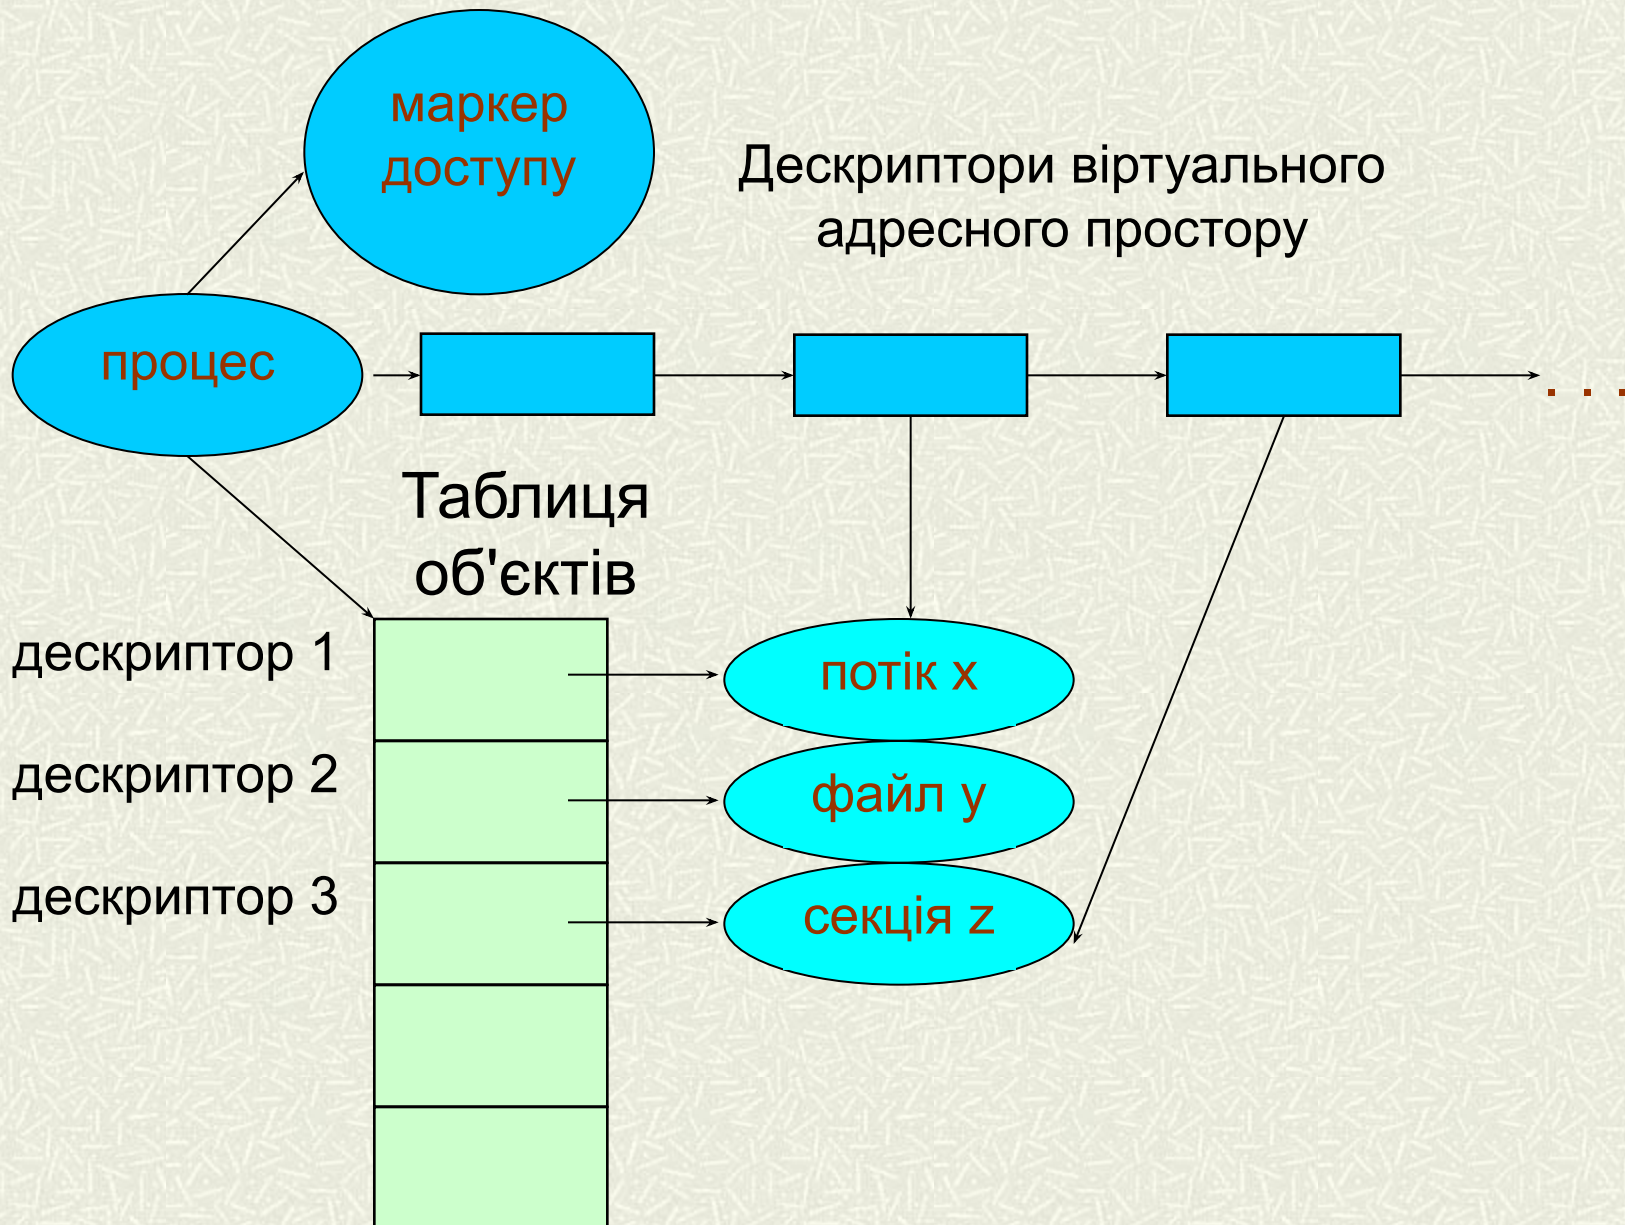 маркер
доступу
Дескриптори віртуального
адресного простору
процес
. . .
Таблиця
об'єктів
дескриптор 1
потік x
дескриптор 2
файл y
дескриптор 3
секція z